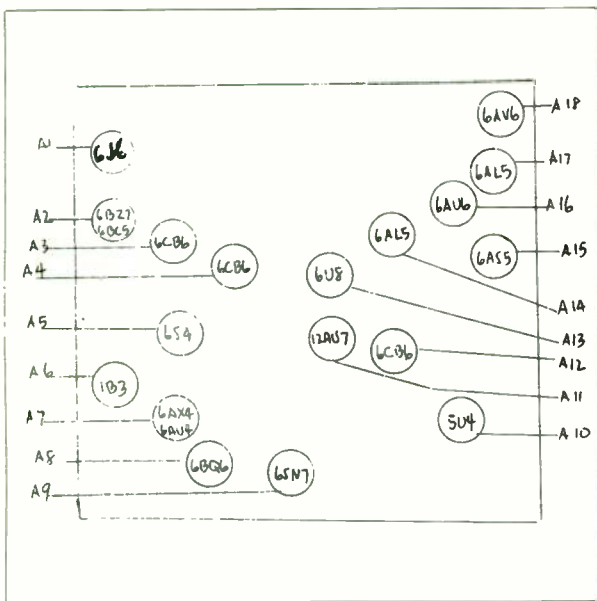 A1 6J6
A2 6BZ7
6BC5
A3 6CB6
A4 6CB6
A5 6S4
A6 1B3
A7 6AX4
6AU4
A8 6BQ6
A9 6SN7
6AV6 A18
6AL5 A17
6AU6 A16
6AS5 A15
6AL5 A14
6U8 A13
6CB6 A12
12AU7 A11
5U4 A10